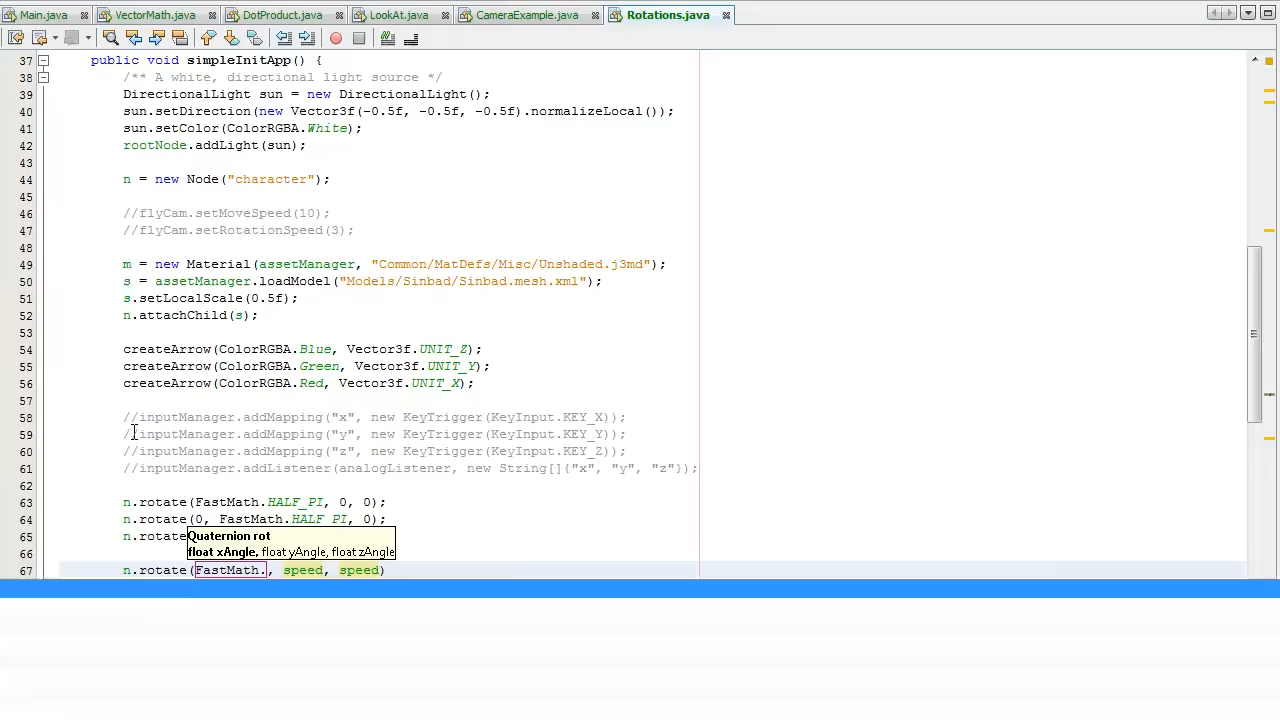 Main.java VectorMath.java DotProduct.java LookAt.java CameraExample.java Rotations.java
37 public void simpleInitApp() {
38 /** A white, directional light source */
39 DirectionalLight sun = new DirectionalLight();
40 sun.setDirection(new Vector3f(-0.5f, -0.5f, -0.5f).normalizeLocal());
41 sun.setColor(ColorRGBA.White);
42 rootNode.addLight(sun);
43
44 n = new Node("character");
45
46 //flyCam.setMoveSpeed(10);
47 //flyCam.setRotationSpeed(3);
48
49 m = new Material(assetManager, "Common/MatDefs/Misc/Unshaded.j3md");
50 s = assetManager.loadModel("Models/Sinbad/Sinbad.mesh.xml");
51 s.setLocalScale(0.5f);
52 n.attachChild(s);
53
54 createArrow(ColorRGBA.Blue, Vector3f.UNIT_Z);
55 createArrow(ColorRGBA.Green, Vector3f.UNIT_Y);
56 createArrow(ColorRGBA.Red, Vector3f.UNIT_X);
57
58 //inputManager.addMapping("x", new KeyTrigger(KeyInput.KEY_X));
59 //inputManager.addMapping("y", new KeyTrigger(KeyInput.KEY_Y));
60 //inputManager.addMapping("z", new KeyTrigger(KeyInput.KEY_Z));
61 //inputManager.addListener(analogListener, new String[]{"x", "y", "z"});
62
63 n.rotate(FastMath.HALF_PI, 0, 0);
64 n.rotate(0, FastMath.HALF_PI, 0);
65 n.rotate Quaternion rot
66 float xAngle, float yAngle, float zAngle
67 n.rotate(FastMath., speed, speed)